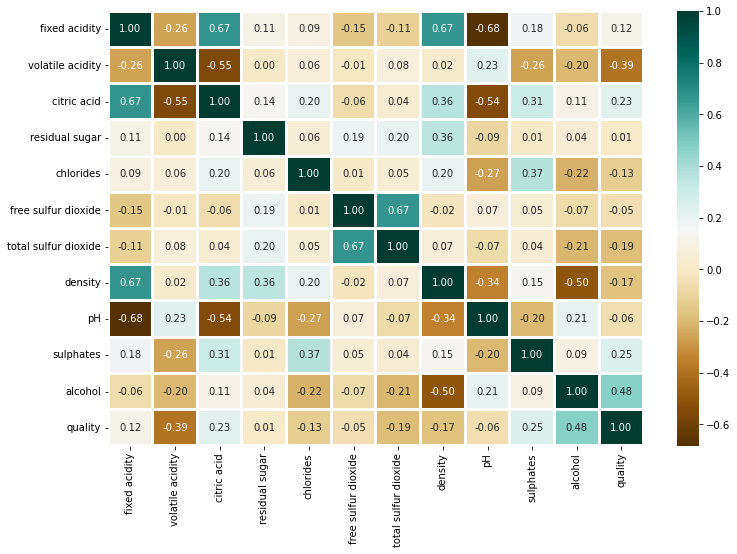 fixed acidity 1.00 -0.26 0.67 0.11 0.09 -0.15 -0.11 0.67 -0.68 0.18 -0.06 0.12
volatile acidity -0.26 1.00 -0.55 0.00 0.06 -0.01 0.08 0.02 0.23 -0.26 -0.20 -0.39
citric acid 0.67 -0.55 1.00 0.14 0.20 -0.06 0.04 0.36 -0.54 0.31 0.11 0.23
residual sugar 0.11 0.00 0.14 1.00 0.06 0.19 0.20 0.36 -0.09 0.01 0.04 0.01
chlorides 0.09 0.06 0.20 0.06 1.00 0.01 0.05 0.20 -0.27 0.37 -0.22 -0.13
free sulfur dioxide -0.15 -0.01 -0.06 0.19 0.01 1.00 0.67 -0.02 0.07 0.05 -0.07 -0.05
total sulfur dioxide -0.11 0.08 0.04 0.20 0.05 0.67 1.00 0.07 -0.07 0.04 -0.21 -0.19
density 0.67 0.02 0.36 0.36 0.20 -0.02 0.07 1.00 -0.34 0.15 -0.50 -0.17
pH -0.68 0.23 -0.54 -0.09 -0.27 0.07 -0.07 -0.34 1.00 -0.20 0.21 -0.06
sulphates 0.18 -0.26 0.31 0.01 0.37 0.05 0.04 0.15 -0.20 1.00 0.09 0.25
alcohol -0.06 -0.20 0.11 0.04 -0.22 -0.07 -0.21 -0.50 0.21 0.09 1.00 0.48
quality 0.12 -0.39 0.23 0.01 -0.13 -0.05 -0.19 -0.17 -0.06 0.25 0.48 1.00
fixed acidity
volatile acidity
citric acid
residual sugar
chlorides
free sulfur dioxide
total sulfur dioxide
density
pH
sulphates
alcohol
quality
1.0
0.8
0.6
0.4
0.2
0.0
−0.2
−0.4
−0.6